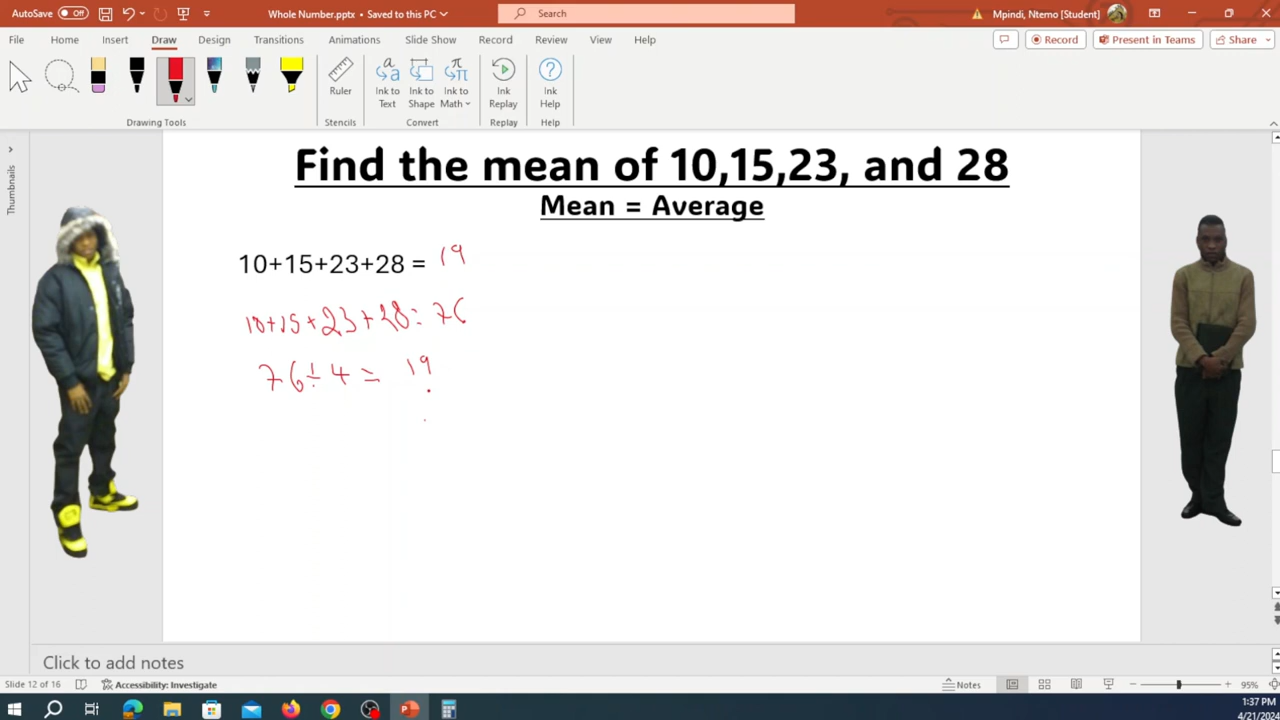 AutoSave Off Whole Number.pptx • Saved to this PC Search Mpindi, Ntemo [Student]
File Home Insert Draw Design Transitions Animations Slide Show Record Review View Help Record Present in Teams Share
Ruler
Ink to Text
Ink to Shape
Ink to Math
Ink Replay
Ink Help
Drawing Tools Stencils Convert Replay Help
Thumbnails
Find the mean of 10,15,23, and 28
Mean = Average
10+15+23+28 = 19
10+15+23+28=76
76÷4 = 19
Click to add notes
Slide 12 of 16 Accessibility: Investigate Notes 95%
1:37 PM
4/21/2024